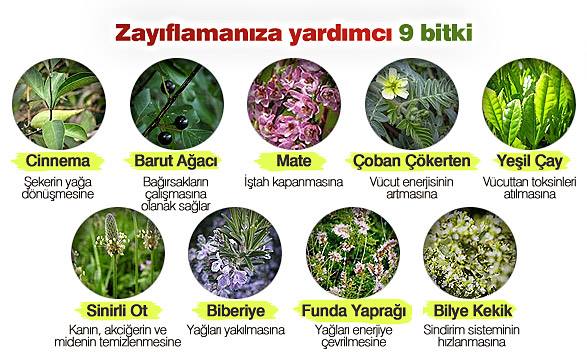 Zayıflamanıza yardımcı 9 bitki
Cinnema
Şekerin yağa
dönüşmesine
Barut Ağacı
Bağırsakların
çalışmasına
olanak sağlar
Mate
İştah kapanmasına
Çoban Çökerten
Vücut enerjisinin
artmasına
Yeşil Çay
Vücuttan toksinleri
atılmasına
Sinirli Ot
Kanın, akciğerin ve
midenin temizlenmesine
Biberiye
Yağları yakılmasına
Funda Yaprağı
Yağları enerjiye
çevrilmesine
Bilye Kekik
Sindirim sisteminin
hızlanmasına